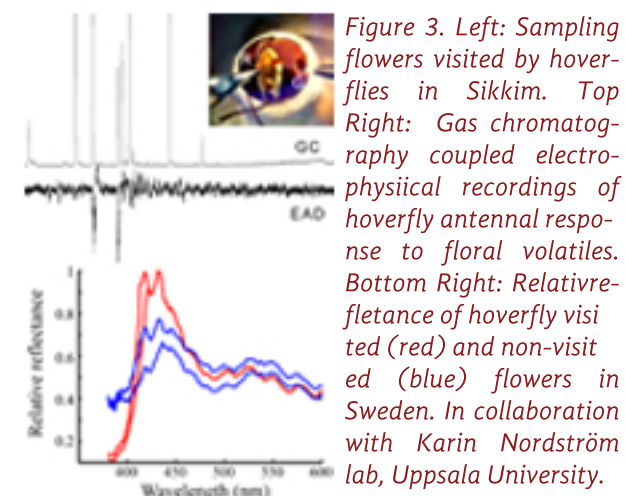 GC
EAD
Relative reflectance
1
0.8
0.6
0.4
0.2
400
450
500
550
600
Wavelength (nm)
Figure 3. Left: Sampling
flowers visited by hover-
flies in Sikkim. Top
Right: Gas chromatog-
raphy coupled electro-
physiical recordings of
hoverfly antennal respo-
nse to floral volatiles.
Bottom Right: Relativre-
fletance of hoverfly visi
ted (red) and non-visit
ed (blue) flowers in
Sweden. In collaboration
with Karin Nordström
lab, Uppsala University.